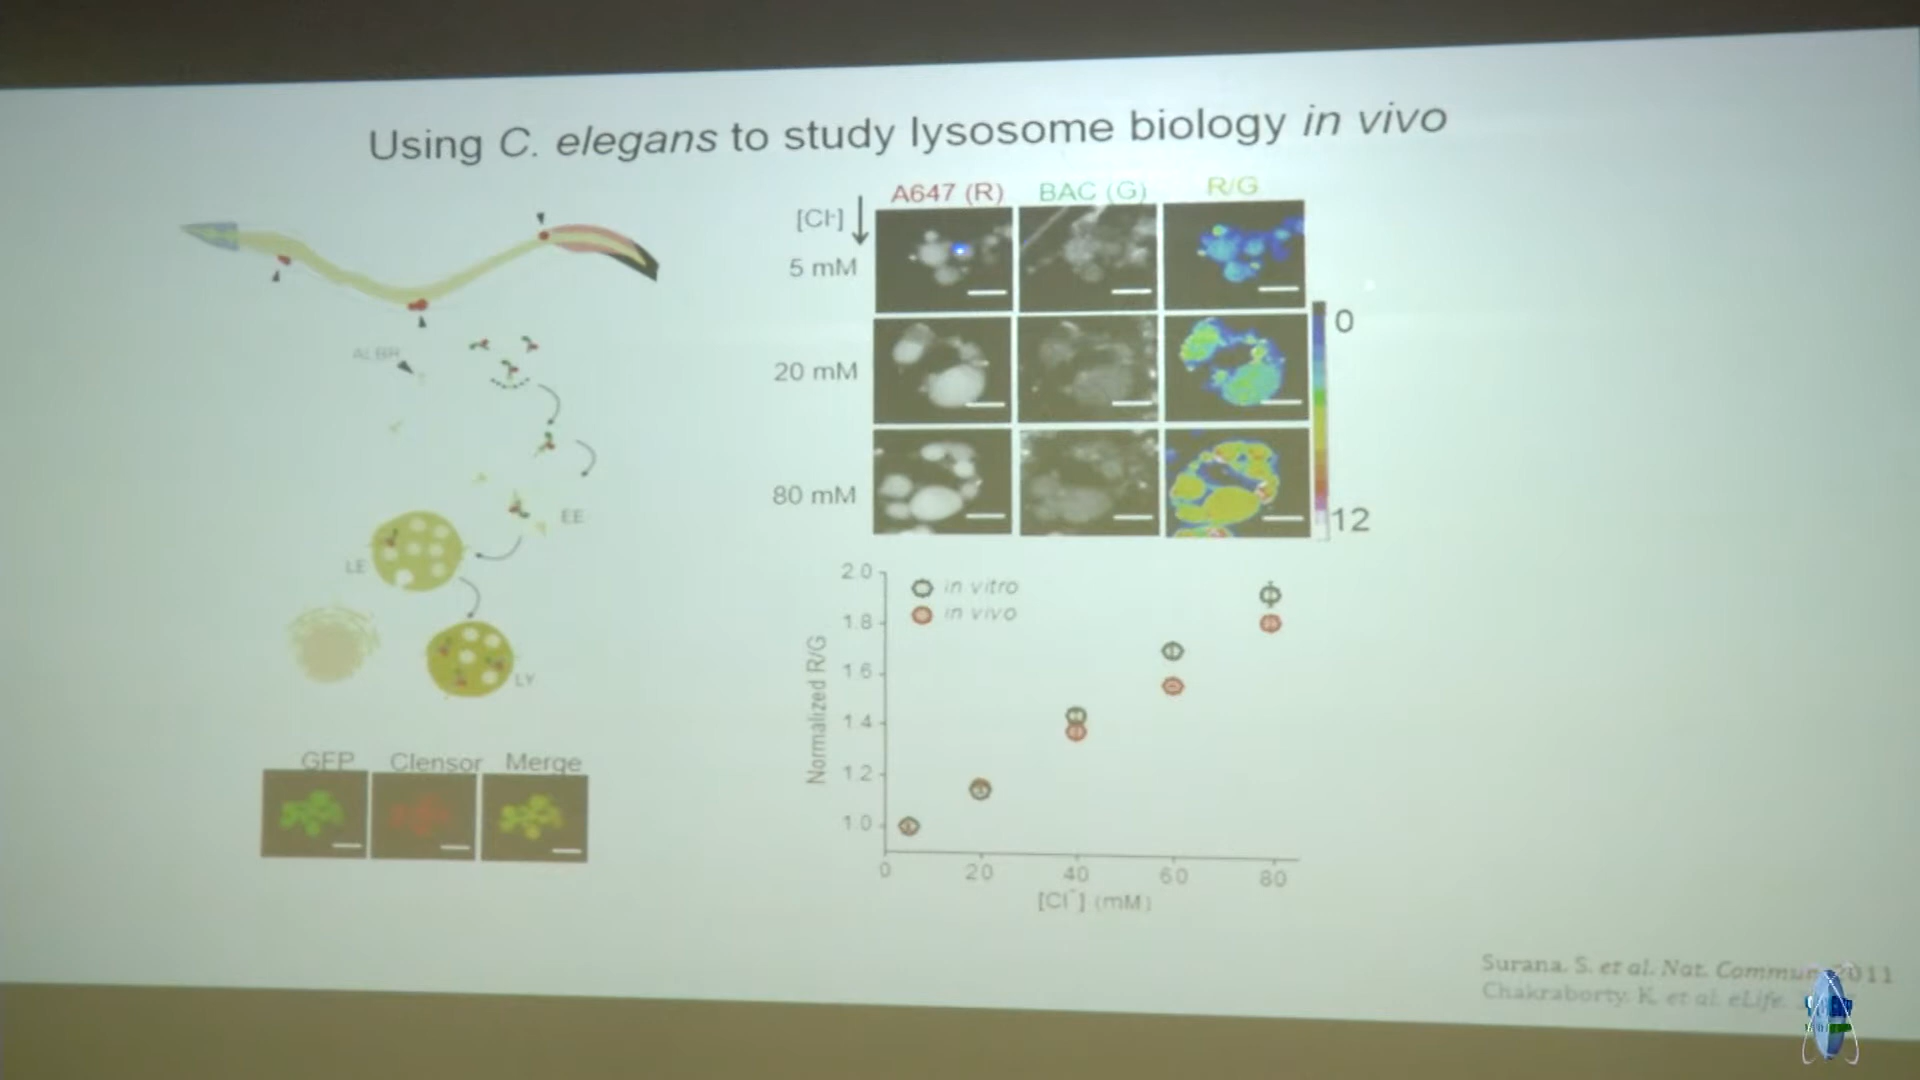 Using C. elegans to study lysosome biology in vivo
A647 (R) BAC (G) R/G
[Cl-]
5 mM
20 mM
80 mM
0
12
ALBR
EE
LE
LY
GFP Clensor Merge
in vitro
in vivo
Normalized R/G
2.0
1.8
1.6
1.4
1.2
1.0
0 20 40 60 80
[Cl-] (mM)
Surana. S. et al. Nat. Commun. 2011
Chakraborty. K. et al. eLife.